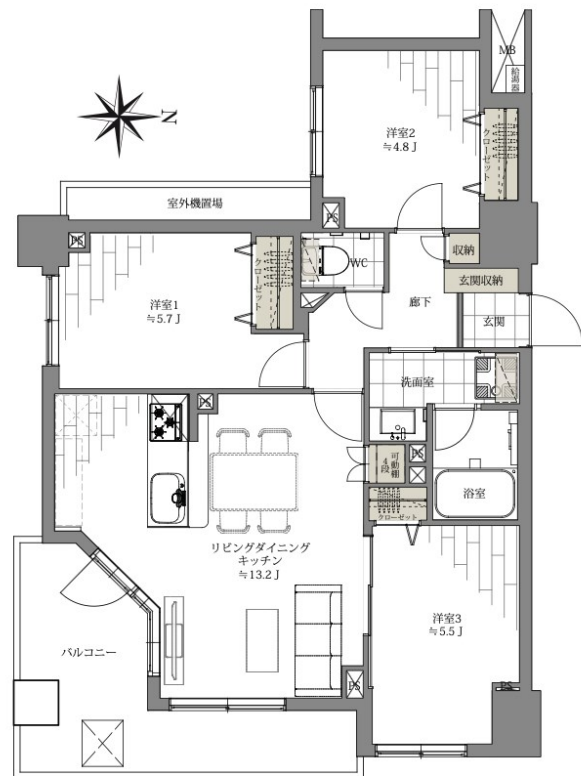 MB
給湯器
N
洋室2
≒4.8 J
クローゼット
室外機置場
PS
PS
WC
収納
玄関収納
クローゼット
洋室1
≒5.7 J
廊下
玄関
洗面室
PS
可動棚
4段
PS
浴室
クローゼット
リビングダイニング
キッチン
≒13.2 J
洋室3
≒5.5 J
バルコニー
PS
PS